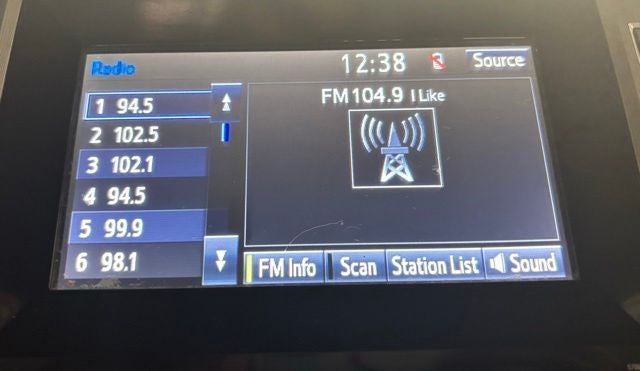 Radio
12:38
Source
1 94.5
2 102.5
3 102.1
4 94.5
5 99.9
6 98.1
FM 104.9 I Like
FM Info
Scan
Station List
Sound